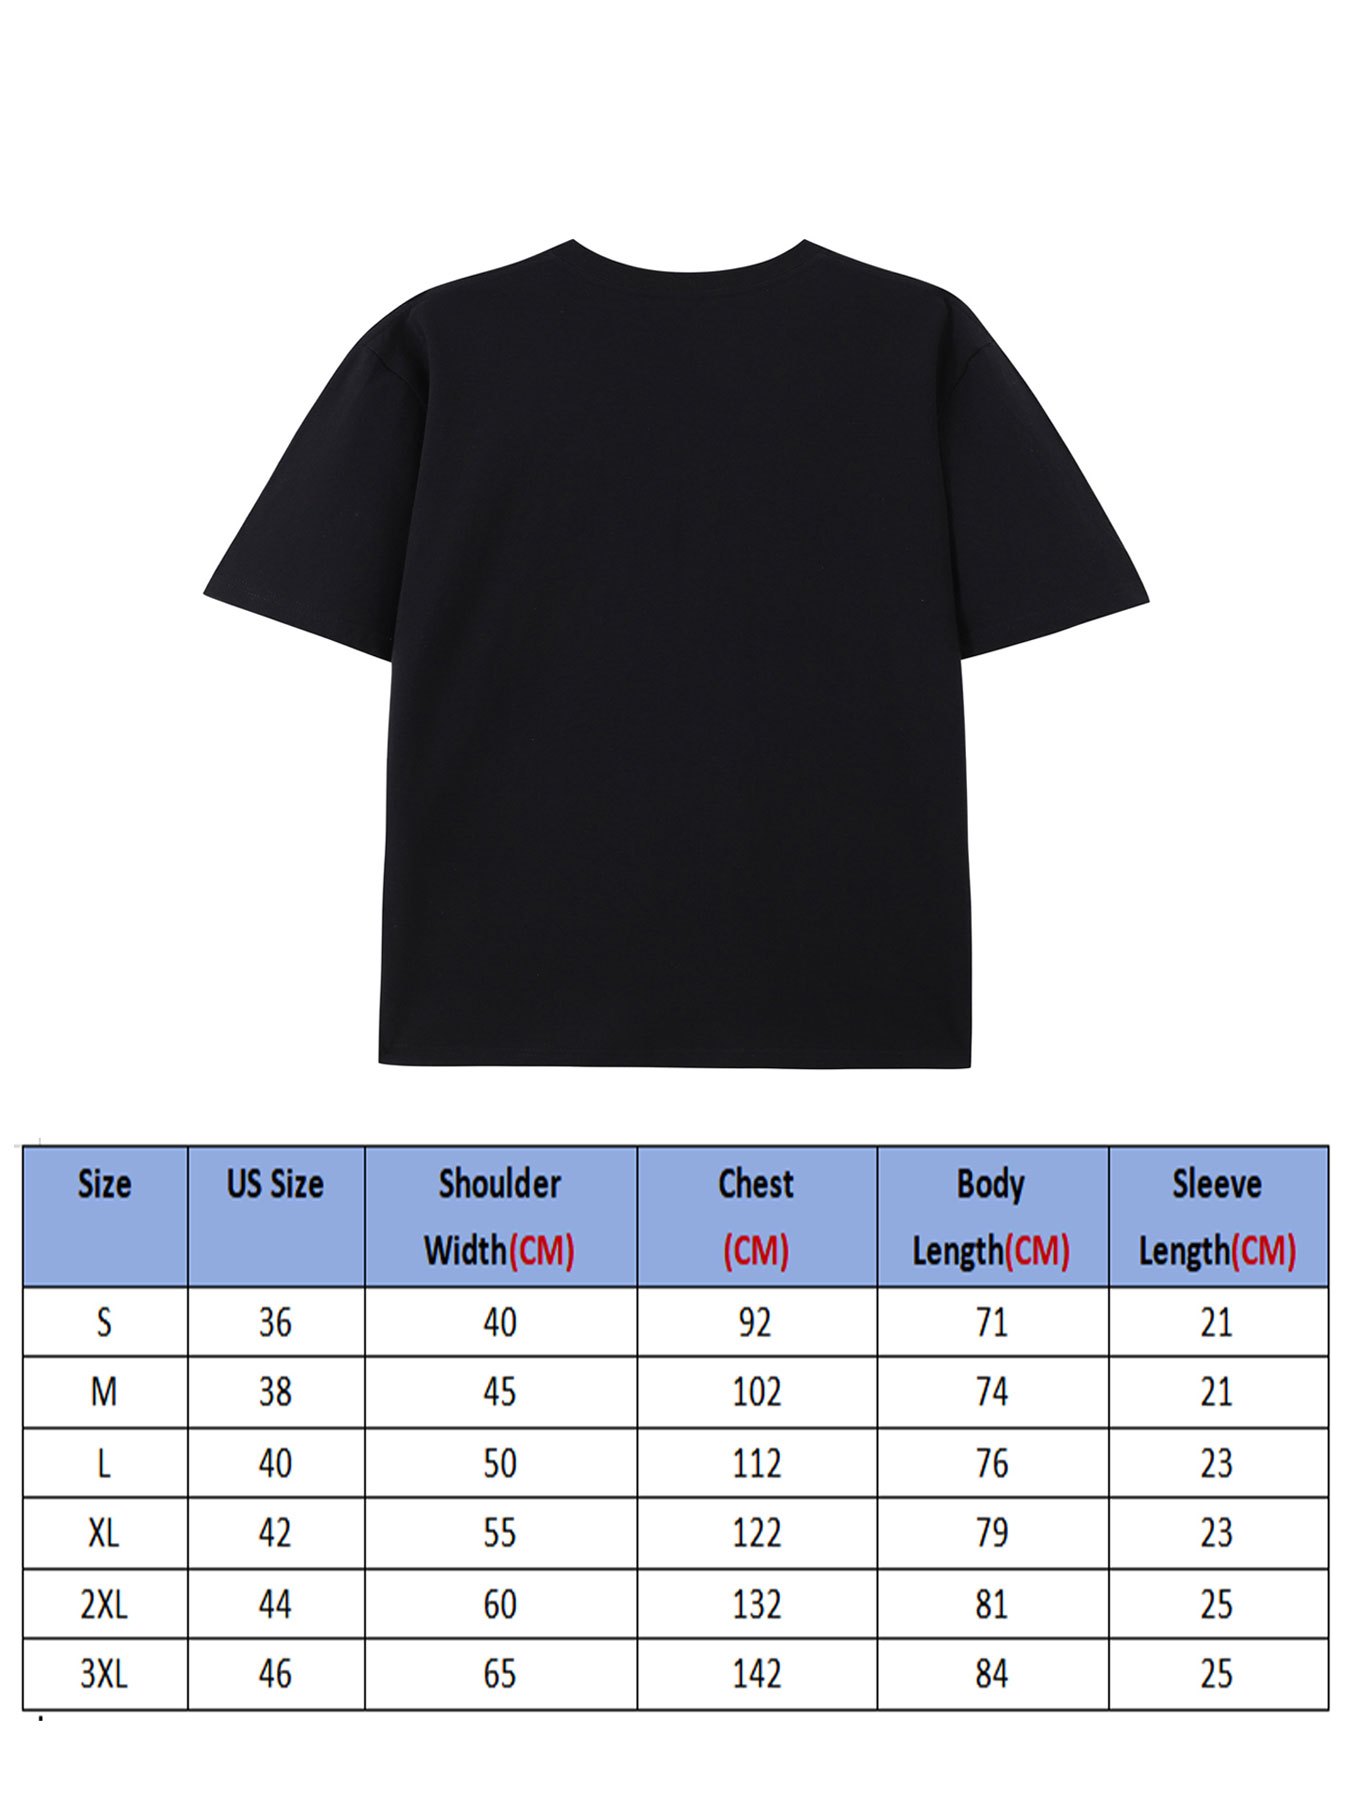 Size US Size Shoulder Width(CM) Chest (CM) Body Length(CM) Sleeve Length(CM)
S 36 40 92 71 21
M 38 45 102 74 21
L 40 50 112 76 23
XL 42 55 122 79 23
2XL 44 60 132 81 25
3XL 46 65 142 84 25